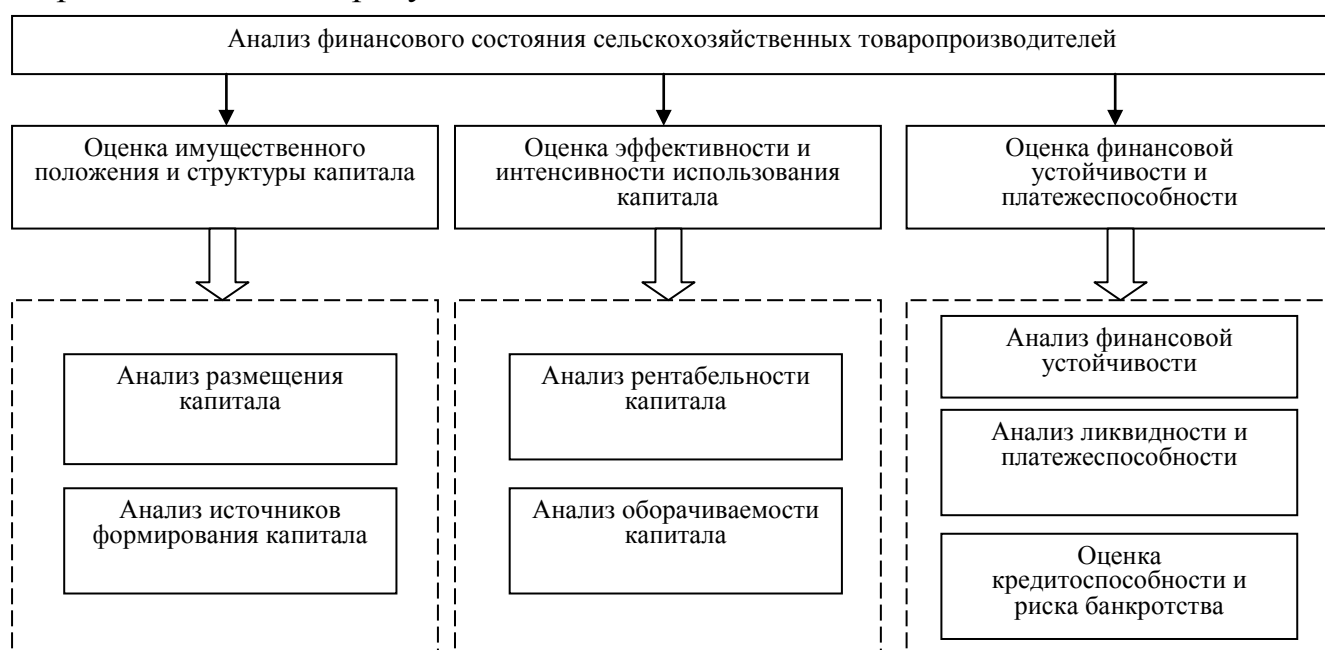 Анализ финансового состояния сельскохозяйственных товаропроизводителей
Оценка имущественного
положения и структуры капитала
Оценка эффективности и
интенсивности использования
капитала
Оценка финансовой
устойчивости и
платежеспособности
Анализ размещения
капитала
Анализ источников
формирования капитала
Анализ рентабельности
капитала
Анализ оборачиваемости
капитала
Анализ финансовой
устойчивости
Анализ ликвидности и
платежеспособности
Оценка
кредитоспособности и
риска банкротства